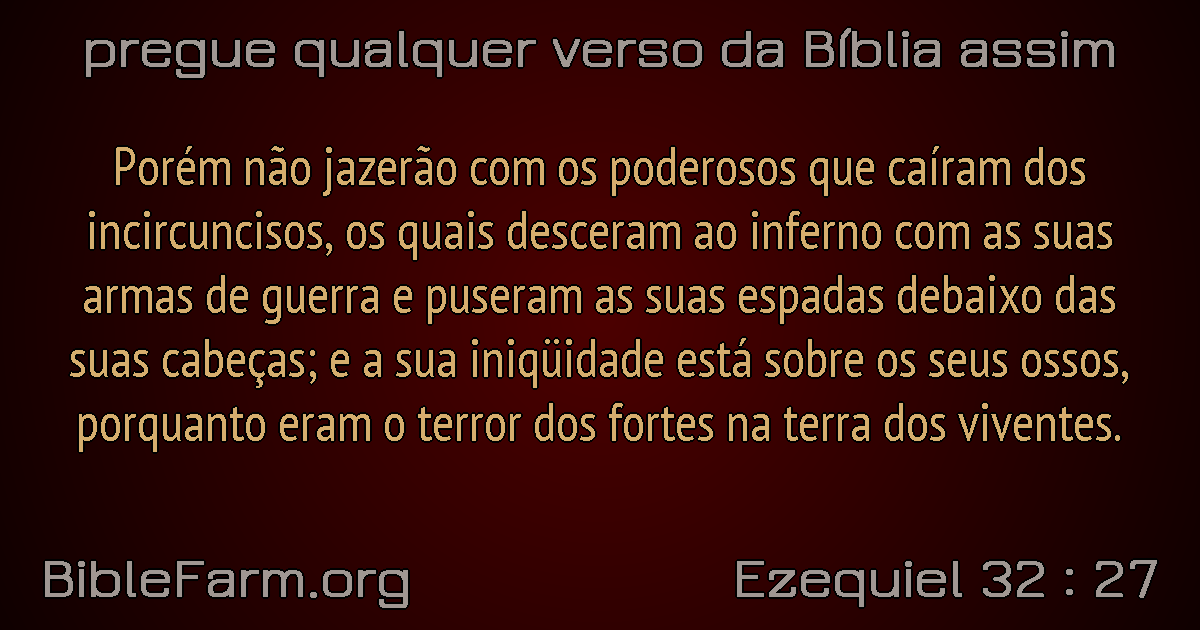 pregue qualquer verso da Bíblia assim
Porém não jazerão com os poderosos que caíram dos
incircuncisos, os quais desceram ao inferno com as suas
armas de guerra e puseram as suas espadas debaixo das
suas cabeças; e a sua iniqüidade está sobre os seus ossos,
porquanto eram o terror dos fortes na terra dos viventes.
BibleFarm.org
Ezequiel 32 : 27